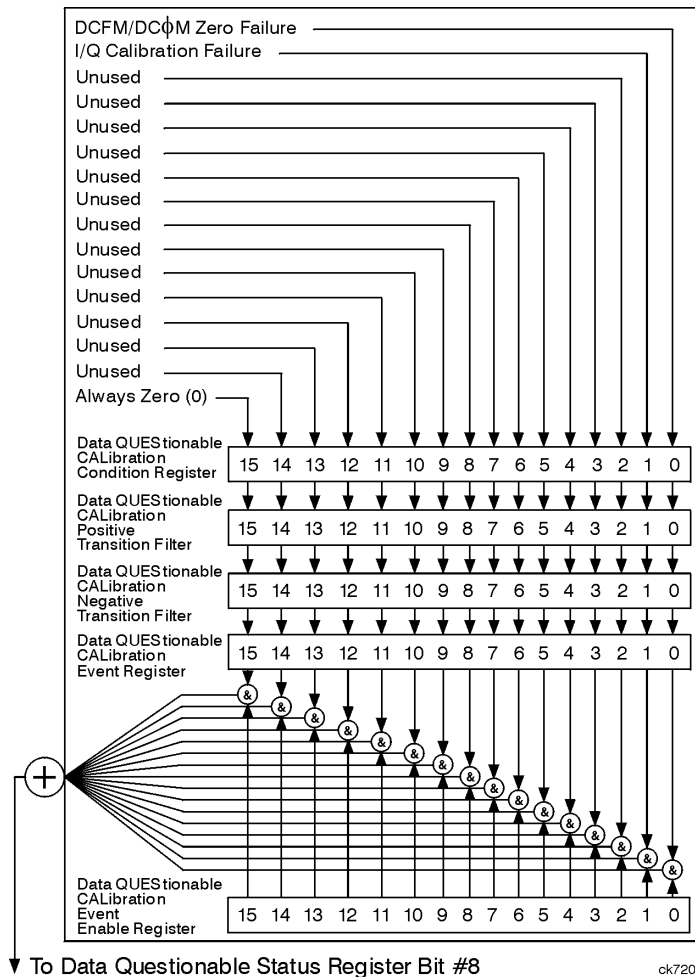 DCFM/DCϕM Zero Failure
I/Q Calibration Failure
Unused
Unused
Unused
Unused
Unused
Unused
Unused
Unused
Unused
Unused
Unused
Unused
Unused
Always Zero (0)
Data QUEStionable
CALibration
Condition Register
15 14 13 12 11 10 9 8 7 6 5 4 3 2 1 0
Data QUEStionable
CALibration
Positive
Transition Filter
15 14 13 12 11 10 9 8 7 6 5 4 3 2 1 0
Data QUEStionable
CALibration
Negative
Transition Filter
15 14 13 12 11 10 9 8 7 6 5 4 3 2 1 0
Data QUEStionable
CALibration
Event Register
15 14 13 12 11 10 9 8 7 6 5 4 3 2 1 0
& & & & & & & & & & & & & & & &
+
Data QUEStionable
CALibration
Event
Enable Register
15 14 13 12 11 10 9 8 7 6 5 4 3 2 1 0
To Data Questionable Status Register Bit #8
ck720